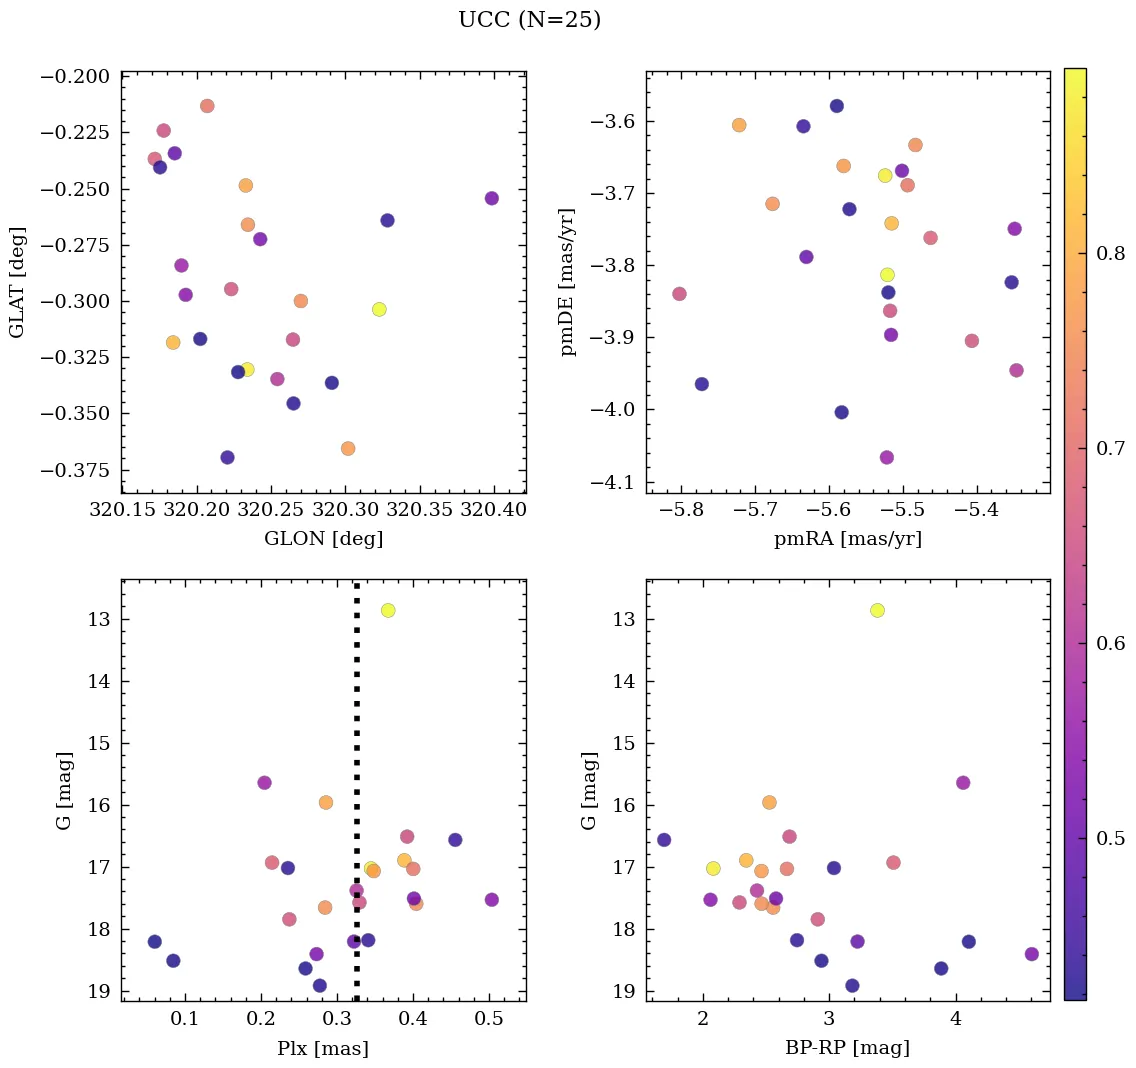 UCC (N=25)
−0.200
−0.225
−0.250
−0.275
−0.300
−0.325
−0.350
−0.375
GLAT [deg]
320.15 320.20 320.25 320.30 320.35 320.40
GLON [deg]
−3.6
−3.7
−3.8
−3.9
−4.0
−4.1
pmDE [mas/yr]
−5.8 −5.7 −5.6 −5.5 −5.4
pmRA [mas/yr]
0.8
0.7
0.6
0.5
13
14
15
16
17
18
19
G [mag]
0.1 0.2 0.3 0.4 0.5
Plx [mas]
13
14
15
16
17
18
19
G [mag]
2 3 4
BP-RP [mag]